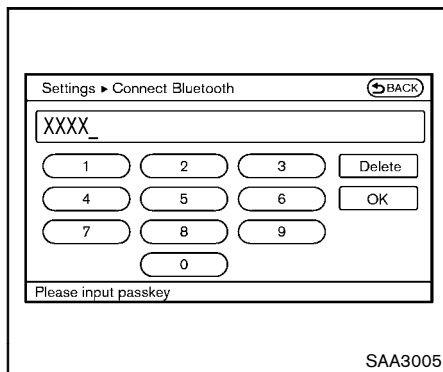 Settings ▸ Connect Bluetooth BACK
XXXX_
1 2 3 Delete
4 5 6 OK
7 8 9
0
Please input passkey
SAA3005